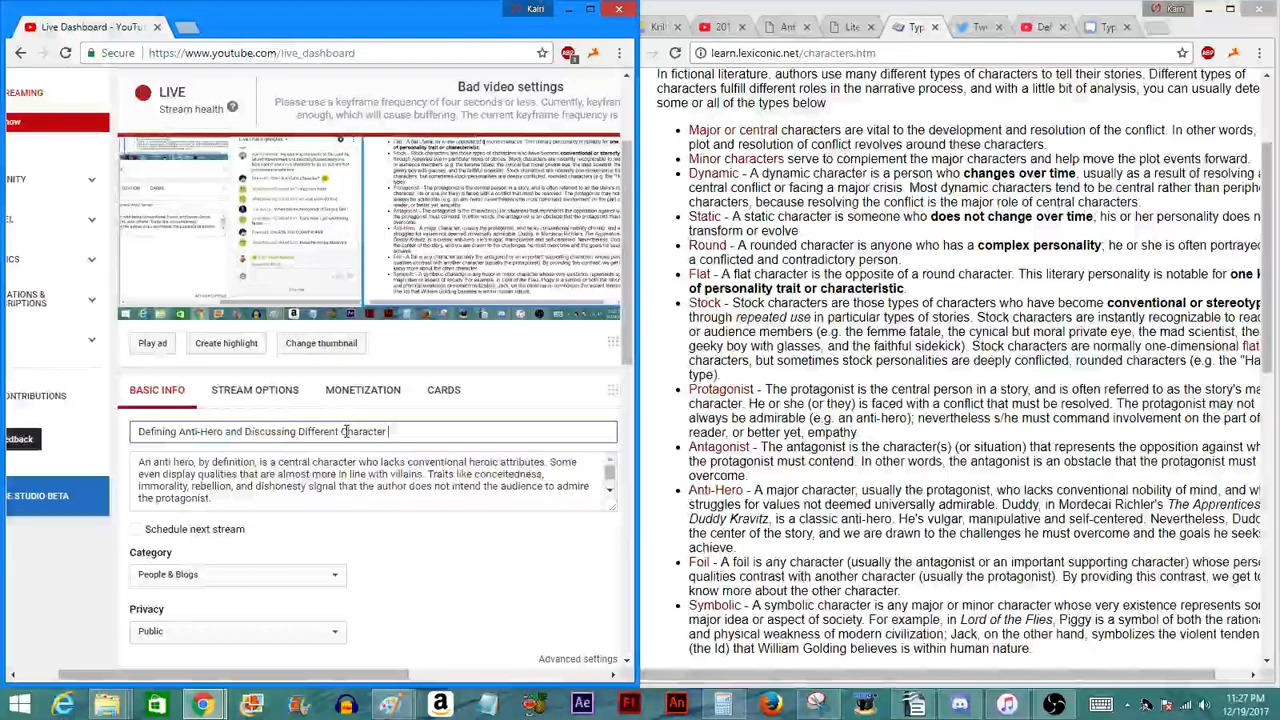 Kairi
Live Dashboard - YouTu
Secure
https://www.youtube.com/live_dashboard
STREAMING
LIVE
Stream health
Bad video settings
Please use a keyframe frequency of four seconds or less. Currently, keyfram
enough, which will cause buffering. The current keyframe frequency is
now
Play ad
Create highlight
Change thumbnail
BASIC INFO
STREAM OPTIONS
MONETIZATION
CARDS
Defining Anti-Hero and Discussing Different Character
An anti hero, by definition, is a central character who lacks conventional heroic attributes. Some
even display qualities that are almost more in line with villains. Traits like conceitedness,
immorality, rebellion, and dishonesty signal that the author does not intend the audience to admire
the protagonist.
Schedule next stream
Category
People & Blogs
Privacy
Public
Advanced settings
ONTRIBUTIONS
edback
E STUDIO BETA
Kairi
learn.lexiconic.net/characters.htm
In fictional literature, authors use many different types of characters to tell their stories. Different types of
characters fulfill different roles in the narrative process, and with a little bit of analysis, you can usually dete
some or all of the types below
Major or central characters are vital to the development and resolution of the conflict. In other words,
plot and resolution of conflict revolves around these characters.
Minor characters serve to complement the major characters and help move the plot events forward.
Dynamic - A dynamic character is a person who changes over time, usually as a result of resolving
central conflict or facing a major crisis. Most dynamic characters tend to be central rather than periph
characters, because resolving the conflict is the major role of central characters.
Static - A static character is someone who does not change over time; his or her personality does n
transform or evolve.
Round - A rounded character is anyone who has a complex personality; he or she is often portrayed
a conflicted and contradictory person.
Flat - A flat character is the opposite of a round character. This literary personality is notable for one k
of personality trait or characteristic.
Stock - Stock characters are those types of characters who have become conventional or stereotyp
through repeated use in particular types of stories. Stock characters are instantly recognizable to rea
or audience members (e.g. the femme fatale, the cynical but moral private eye, the mad scientist, the
geeky boy with glasses, and the faithful sidekick). Stock characters are normally one-dimensional flat
characters, but sometimes stock personalities are deeply conflicted, rounded characters (e.g. the "Ha
type).
Protagonist - The protagonist is the central person in a story, and is often referred to as the story's m
character. He or she (or they) is faced with a conflict that must be resolved. The protagonist may not
always be admirable (e.g. an anti-hero); nevertheless s/he must command involvement on the part of
reader, or better yet, empathy.
Antagonist - The antagonist is the character(s) (or situation) that represents the opposition against wh
the protagonist must contend. In other words, the antagonist is an obstacle that the protagonist must
overcome.
Anti-Hero - A major character, usually the protagonist, who lacks conventional nobility of mind, and w
struggles for values not deemed universally admirable. Duddy, in Mordecai Richler's The Apprentices
Duddy Kravitz, is a classic anti-hero. He's vulgar, manipulative and self-centered. Nevertheless, Dudd
the center of the story, and we are drawn to the challenges he must overcome and the goals he seek
achieve.
Foil - A foil is any character (usually the antagonist or an important supporting character) whose pers
qualities contrast with another character (usually the protagonist). By providing this contrast, we get t
know more about the other character.
Symbolic - A symbolic character is any major or minor character whose very existence represents so
major idea or aspect of society. For example, in Lord of the Flies, Piggy is a symbol of both the ration
and physical weakness of modern civilization; Jack, on the other hand, symbolizes the violent tenden
(the Id) that William Golding believes is within human nature.
11:27 PM
12/19/2017